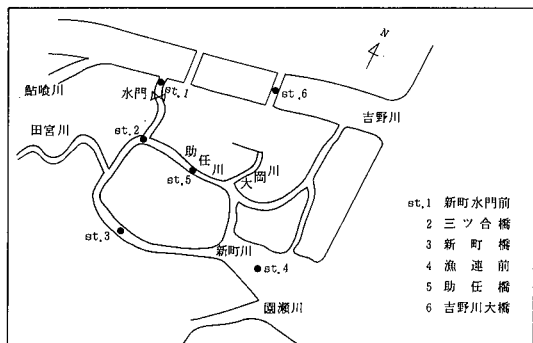 N
鮎喰川
水門
st.1
st.6
吉野川
田宮川
st.2
助任川
st.5
大岡川
st.3
新町川
st.4
園瀬川
st.1 新町水門前
2 三ツ合橋
3 新町橋
4 漁連前
5 助任橋
6 吉野川大橋